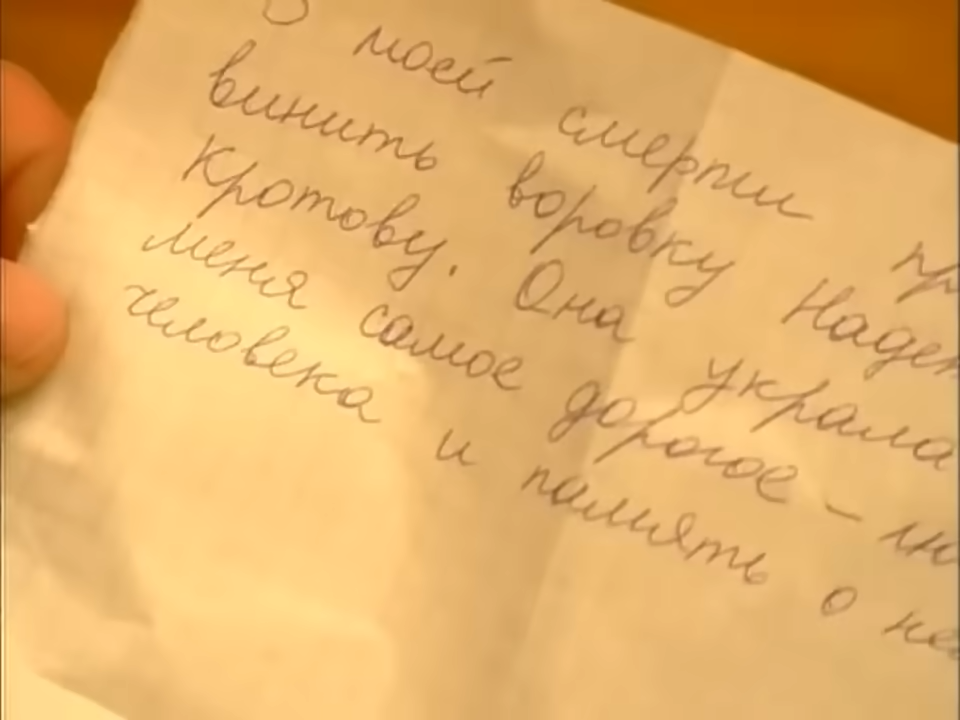 В моей смерти
винить воровку
Кротову. Она украла
меня самое дорогое –
человека и память о